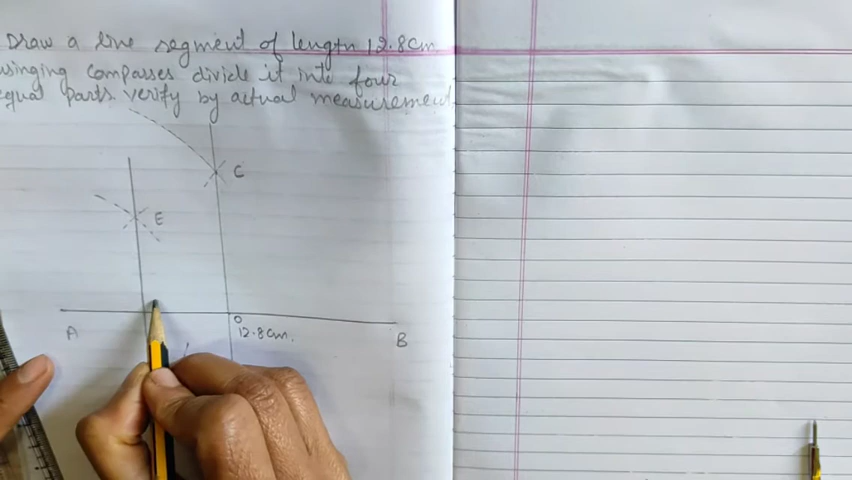 Draw a line segment of length 12.8cm
usinging compasses divide it into four
equal parts verify by actual measurement
C
E
O
12.8cm.
A
B